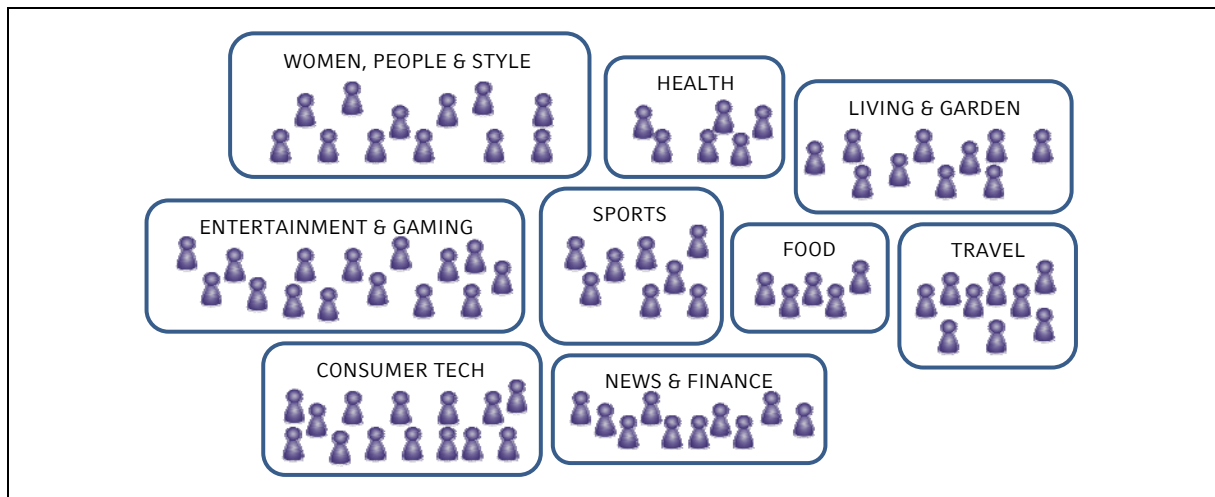 WOMEN, PEOPLE & STYLE
HEALTH
LIVING & GARDEN
ENTERTAINMENT & GAMING
SPORTS
FOOD
TRAVEL
CONSUMER TECH
NEWS & FINANCE